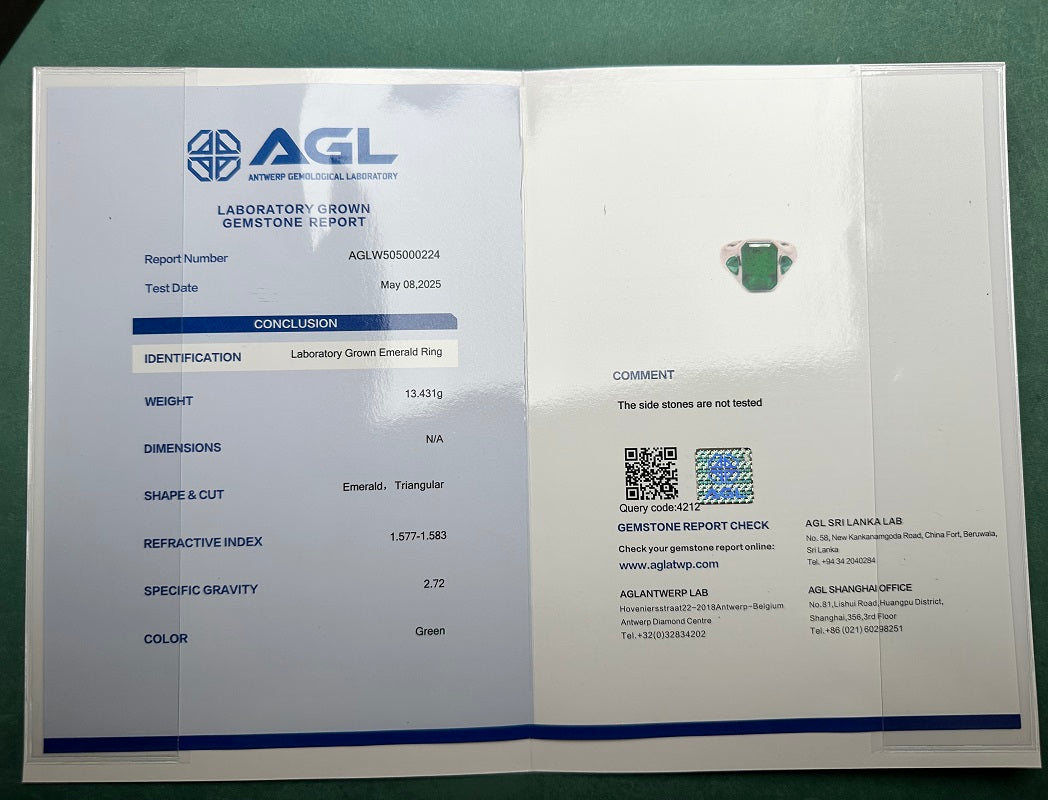 AGL
ANTWERP GEMOLOGICAL LABORATORY
LABORATORY GROWN
GEMSTONE REPORT
Report Number AGLW505000224
Test Date May 08,2025
CONCLUSION
IDENTIFICATION Laboratory Grown Emerald Ring
WEIGHT 13.431g
DIMENSIONS N/A
SHAPE & CUT Emerald, Triangular
REFRACTIVE INDEX 1.577-1.583
SPECIFIC GRAVITY 2.72
COLOR Green
COMMENT
The side stones are not tested
AGL
Query code:4212
GEMSTONE REPORT CHECK
Check your gemstone report online:
www.aglatwp.com
AGLANTWERP LAB
Hoveniersstraat22-2018Antwerp-Belgium
Antwerp Diamond Centre
Tel.+32(0)32834202
AGL SRI LANKA LAB
No. 58, New Kankanamgoda Road, China Fort, Beruwala,
Sri Lanka
Tel. +94 34 2040284
AGL SHANGHAI OFFICE
No.81,Lishui Road,Huangpu District,
Shanghai,356,3rd Floor
Tel.+86 (021) 60298251